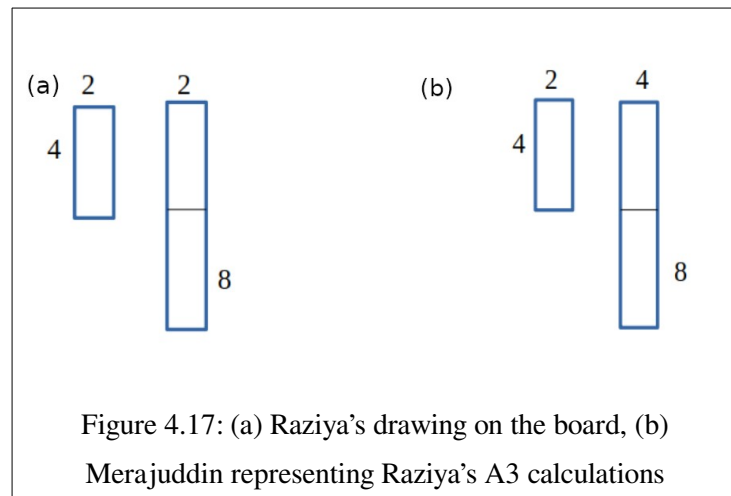 (a) 2 2 (b) 2 4
4 4
8 8
Figure 4.17: (a) Raziya's drawing on the board, (b)
Merajuddin representing Raziya's A3 calculations